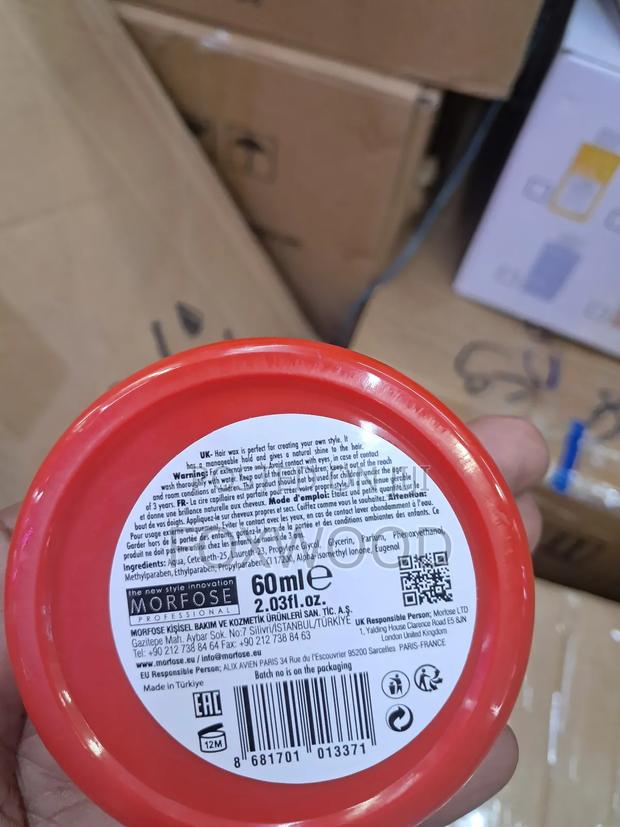 UK- Hair wax is perfect for creating your own style. It
has a manageable hold and gives a natural shine to the hair.
Warning: For external use only. Avoid contact with eyes, in case of contact
wash thoroughly with water. Keep out of the reach of children, keep it out of the reach
and room conditions of children. This product should not be used for children under the age
of 3 years. FR- La cire capillaire est parfaite pour créer votre propre style. Il a une tenue gérable
et donne une brillance naturelle aux cheveux. Mode d'emploi: Étalez une petite quantité d'un
bout de vos doigts. Appliquez-le sur cheveux secs. Coiffez comme vous le souhaitez. Attention:
Pour usage externe uniquement. Eviter le contact avec les yeux, en cas de contact laver abondamment à l'eau.
Garder hors de la portée des enfants, garder hors de la portée et des conditions ambiantes des enfants. Ce
produit ne doit pas être utilisé chez les enfants de moins de 3 ans.
Ingredients: Aqua, Ceteareth-25, Laureth-23, Propylene Glycol, Glycerin, Parfum, Phenoxyethanol,
Methylparaben, Ethylparaben, Propylparaben, Alpha-isomethyl Ionone, Eugenol
the new style innovation
MORFOSE
PROFESSIONAL
60ml e
2.03fl.oz.
MORFOSE KİŞİSEL BAKIM VE KOZMETİK ÜRÜNLERİ SAN. TİC. A.Ş.
Gazitepe Mah. Aybar Sok. No:7 Silivri/ISTANBUL/TÜRKİYE
Tel: +90 212 738 84 64 Fax: +90 212 738 84 63
www.morfose.eu / info@morfose.eu
UK Responsible Person; Morfose LTD
1, Yalding House Clarence Road E5 8JN
London United Kingdom
EU Responsible Person; ALIX AVIEN PARIS 34 Rue du l'Escouvrier 95200 Sarcelles PARIS-FRANCE
Made in Türkiye
Batch no is on the packaging
EAC
12M
8 681701 013371
FOXWOOD